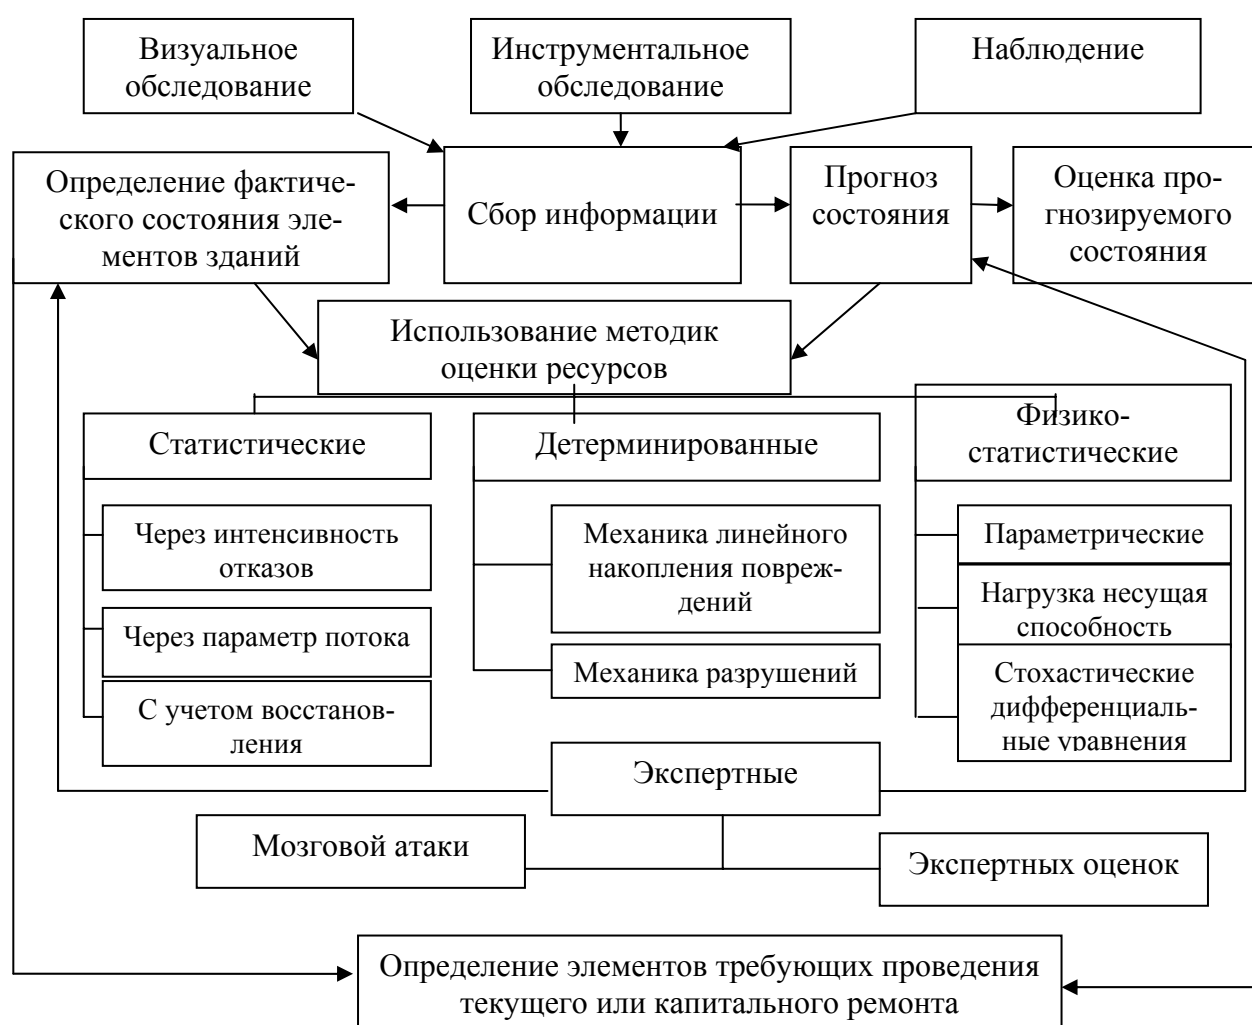 Визуальное
обследование
Инструментальное
обследование
Наблюдение
Определение фактиче-
ского состояния эле-
ментов зданий
Сбор информации
Прогноз
состояния
Оценка про-
гнозируемого
состояния
Использование методик
оценки ресурсов
Статистические
Детерминированные
Физико-
статистические
Через интенсивность
отказов
Через параметр потока
С учетом восстанов-
ления
Механика линейного
накопления повреж-
дений
Механика разрушений
Параметрические
Нагрузка несущая
способность
Стохастические
дифференциаль-
ные уравнения
Экспертные
Мозговой атаки
Экспертных оценок
Определение элементов требующих проведения
текущего или капитального ремонта